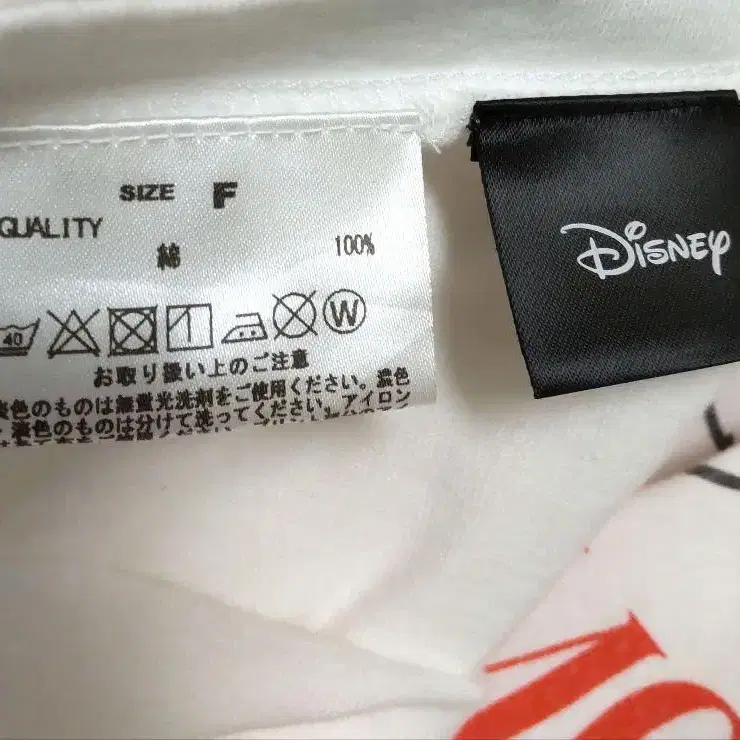 SIZE F
QUALITY
綿 100%
40
W
お取り扱い上のご注意
淡色のものは無蛍光洗剤をご使用ください。濃色
淡色のものは分けて洗ってください。アイロン
DISNEY